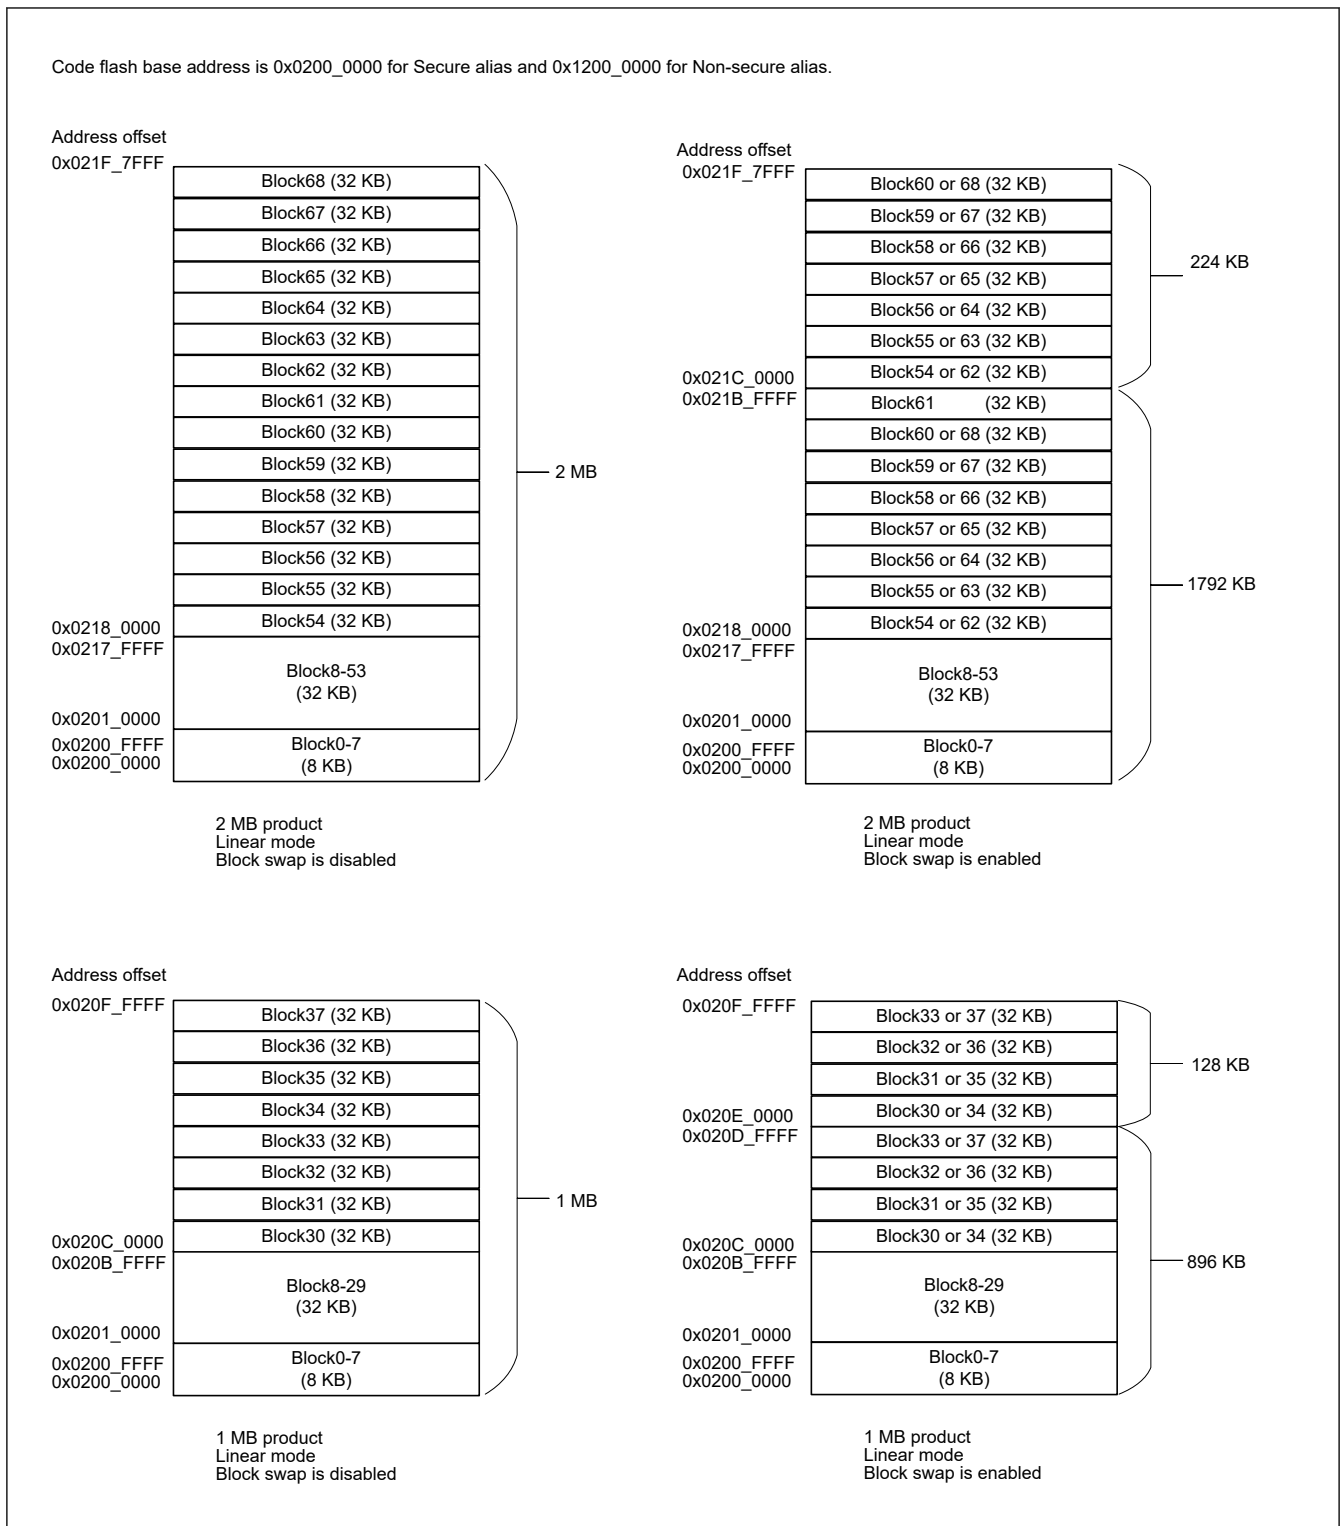 Code flash base address is 0x0200_0000 for Secure alias and 0x1200_0000 for Non-secure alias.
Address offset
0x021F_7FFF
Block68 (32 KB)
Block67 (32 KB)
Block66 (32 KB)
Block65 (32 KB)
Block64 (32 KB)
Block63 (32 KB)
Block62 (32 KB)
Block61 (32 KB)
Block60 (32 KB)
Block59 (32 KB)
Block58 (32 KB)
Block57 (32 KB)
Block56 (32 KB)
Block55 (32 KB)
Block54 (32 KB)
2 MB
0x0218_0000
0x0217_FFFF
Block8-53
(32 KB)
0x0201_0000
0x0200_FFFF
0x0200_0000
Block0-7
(8 KB)
2 MB product
Linear mode
Block swap is disabled
Address offset
0x021F_7FFF
Block60 or 68 (32 KB)
Block59 or 67 (32 KB)
Block58 or 66 (32 KB)
Block57 or 65 (32 KB)
Block56 or 64 (32 KB)
Block55 or 63 (32 KB)
Block54 or 62 (32 KB)
224 KB
0x021C_0000
0x021B_FFFF
Block61 (32 KB)
Block60 or 68 (32 KB)
Block59 or 67 (32 KB)
Block58 or 66 (32 KB)
Block57 or 65 (32 KB)
Block56 or 64 (32 KB)
Block55 or 63 (32 KB)
Block54 or 62 (32 KB)
1792 KB
0x0218_0000
0x0217_FFFF
Block8-53
(32 KB)
0x0201_0000
0x0200_FFFF
0x0200_0000
Block0-7
(8 KB)
2 MB product
Linear mode
Block swap is enabled
Address offset
0x020F_FFFF
Block37 (32 KB)
Block36 (32 KB)
Block35 (32 KB)
Block34 (32 KB)
Block33 (32 KB)
Block32 (32 KB)
Block31 (32 KB)
Block30 (32 KB)
1 MB
0x020C_0000
0x020B_FFFF
Block8-29
(32 KB)
0x0201_0000
0x0200_FFFF
0x0200_0000
Block0-7
(8 KB)
1 MB product
Linear mode
Block swap is disabled
Address offset
0x020F_FFFF
Block33 or 37 (32 KB)
Block32 or 36 (32 KB)
Block31 or 35 (32 KB)
Block30 or 34 (32 KB)
128 KB
0x020E_0000
0x020D_FFFF
Block33 or 37 (32 KB)
Block32 or 36 (32 KB)
Block31 or 35 (32 KB)
Block30 or 34 (32 KB)
896 KB
0x020C_0000
0x020B_FFFF
Block8-29
(32 KB)
0x0201_0000
0x0200_FFFF
0x0200_0000
Block0-7
(8 KB)
1 MB product
Linear mode
Block swap is enabled